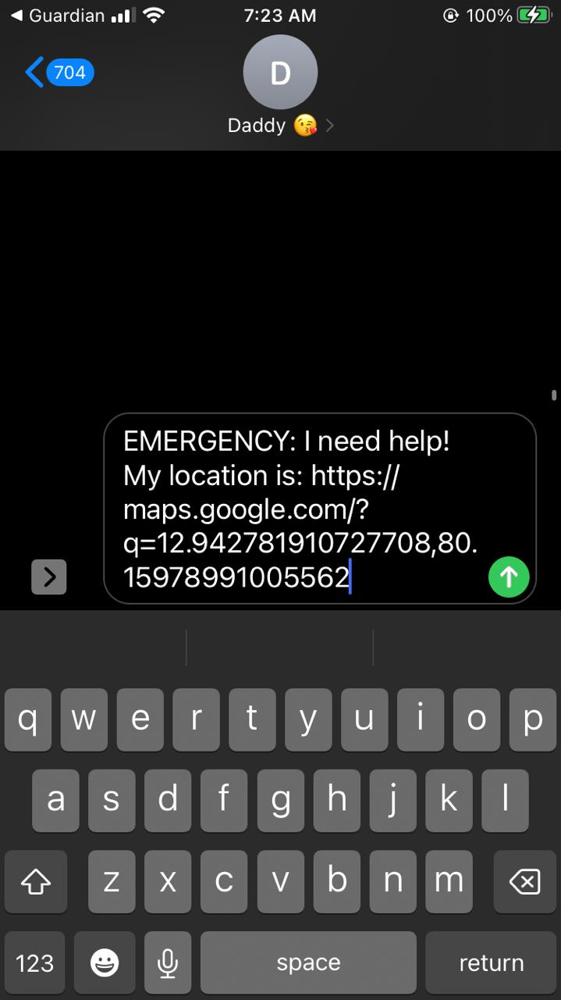 ◀ Guardian 7:23 AM 100%
704
D
Daddy 😘 >
EMERGENCY: I need help!
My location is: https://
maps.google.com/?
q=12.942781910727708,80.
15978991005562
q w e r t y u i o p
a s d f g h j k l
z x c v b n m
123 space return